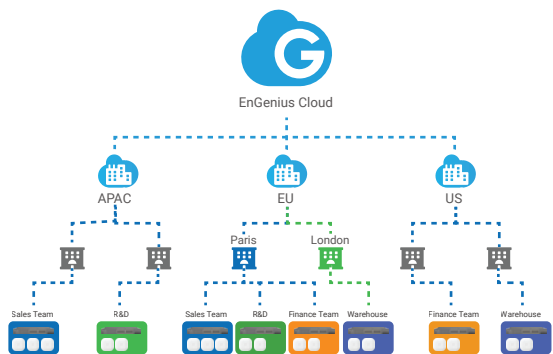 EnGenius Cloud
APAC
EU
US
Paris
London
Sales Team
R&D
Sales Team
R&D
Finance Team
Warehouse
Finance Team
Warehouse